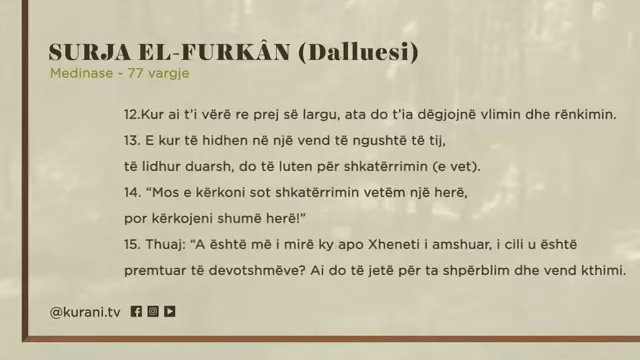 SURJA EL-FURKÂN (Dalluesi)
Medinase - 77 vargje
12.Kur ai t’i vërë re prej së largu, ata do t’ia dëgjojnë vlimin dhe rënkimin.
13. E kur të hidhen në një vend të ngushtë të tij,
të lidhur duarsh, do të luten për shkatërrimin (e vet).
14. “Mos e kërkoni sot shkatërrimin vetëm një herë,
por kërkojeni shumë herë!”
15. Thuaj: “A është më i mirë ky apo Xheneti i amshuar, i cili u është
premtuar të devotshmëve? Ai do të jetë për ta shpërblim dhe vend kthimi.
@kurani.tv